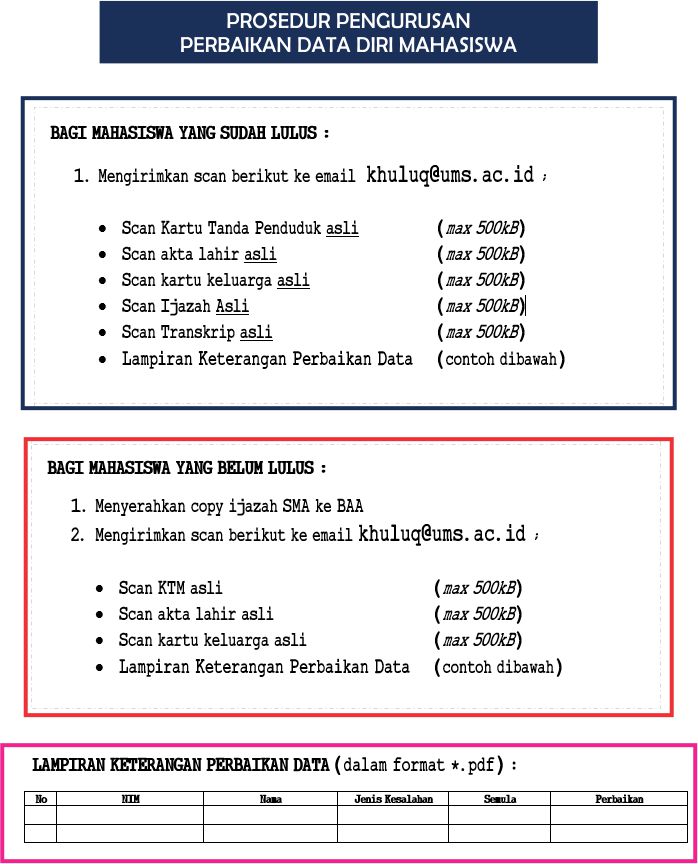 PROSEDUR PENGURUSAN
PERBAIKAN DATA DIRI MAHASISWA
BAGI MAHASISWA YANG SUDAH LULUS :
1. Mengirimkan scan berikut ke email khuluq@ums.ac.id ;
• Scan Kartu Tanda Penduduk asli (max 500kB)
• Scan akta lahir asli (max 500kB)
• Scan kartu keluarga asli (max 500kB)
• Scan Ijazah Asli (max 500kB)
• Scan Transkrip asli (max 500kB)
• Lampiran Keterangan Perbaikan Data (contoh dibawah)
BAGI MAHASISWA YANG BELUM LULUS :
1. Menyerahkan copy ijazah SMA ke BAA
2. Mengirimkan scan berikut ke email khuluq@ums.ac.id ;
• Scan KTM asli (max 500kB)
• Scan akta lahir asli (max 500kB)
• Scan kartu keluarga asli (max 500kB)
• Lampiran Keterangan Perbaikan Data (contoh dibawah)
LAMPIRAN KETERANGAN PERBAIKAN DATA (dalam format *.pdf) :
No NIM Nama Jenis Kesalahan Semula Perbaikan